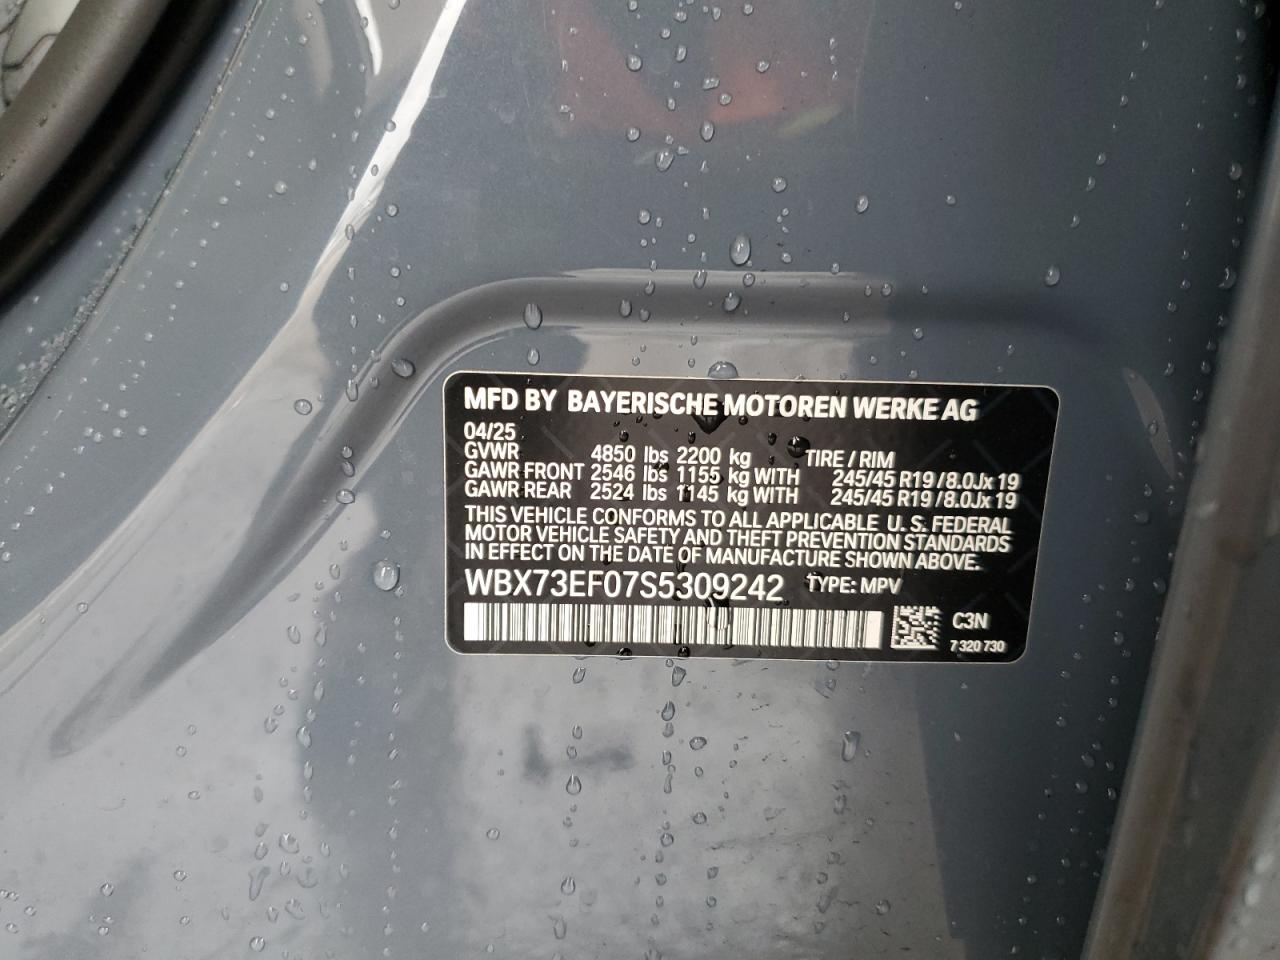 MFD BY BAYERISCHE MOTOREN WERKE AG
04/25
GVWR 4850 lbs 2200 kg TIRE / RIM
GAWR FRONT 2546 lbs 1155 kg WITH 245/45 R19 / 8.0Jx 19
GAWR REAR 2524 lbs 1145 kg WITH 245/45 R19 / 8.0Jx 19
THIS VEHICLE CONFORMS TO ALL APPLICABLE U. S. FEDERAL
MOTOR VEHICLE SAFETY AND THEFT PREVENTION STANDARDS
IN EFFECT ON THE DATE OF MANUFACTURE SHOWN ABOVE.
WBX73EF07S5309242 TYPE: MPV
C3N
7 320 730